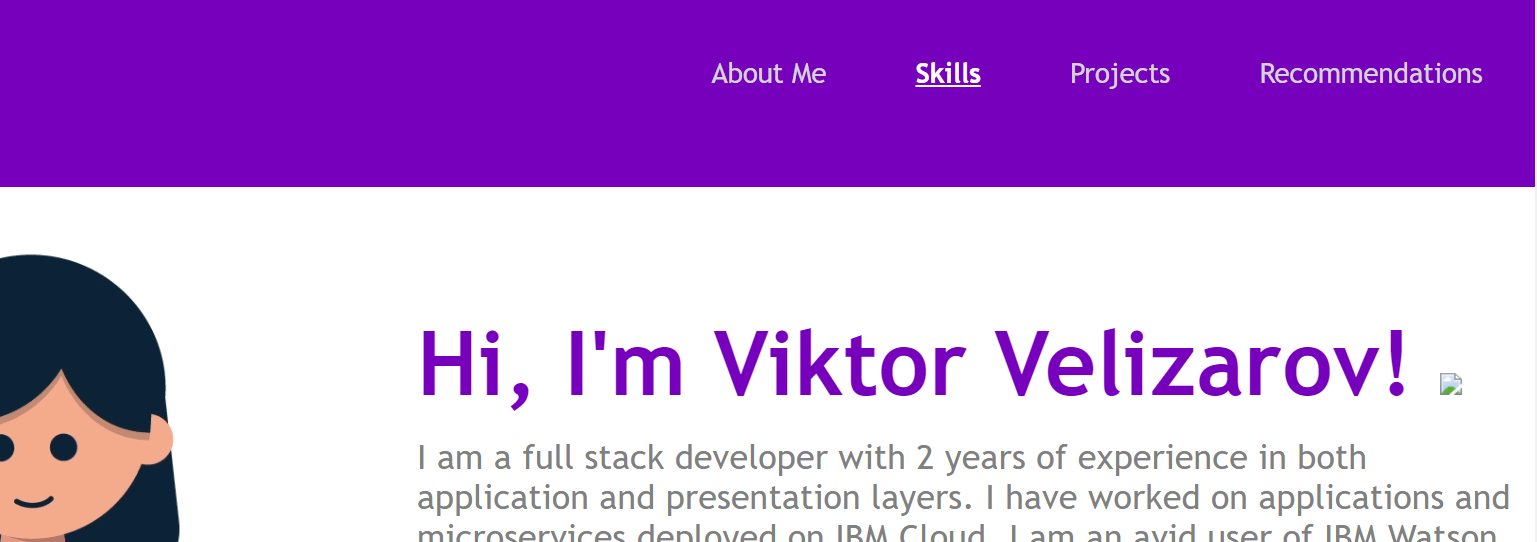 About Me Skills Projects Recommendations
Hi, I'm Viktor Velizarov!
I am a full stack developer with 2 years of experience in both
application and presentation layers. I have worked on applications and
microservices deployed on IBM Cloud. I am an avid user of IBM Watson